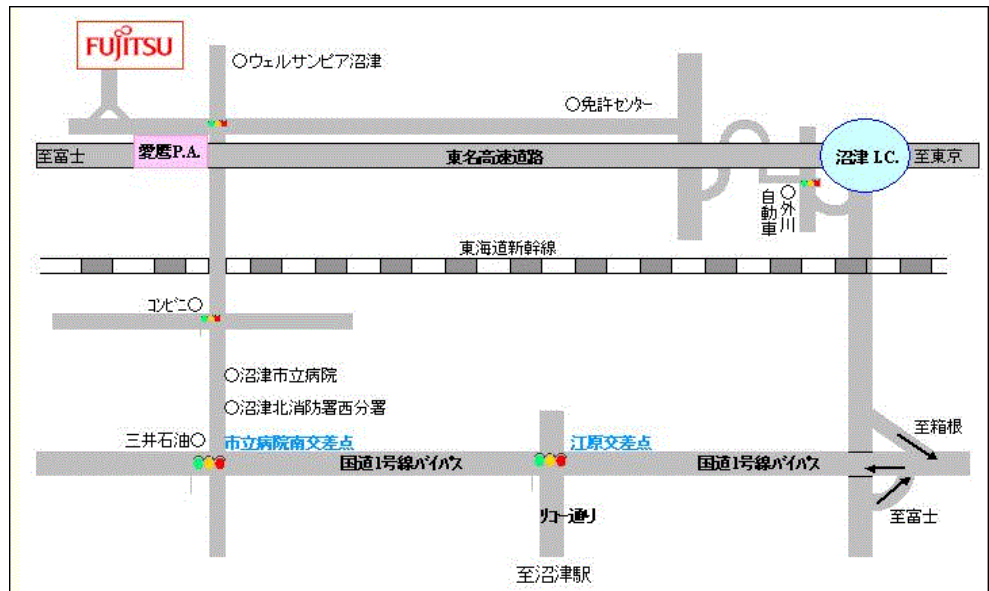 FUJITSU
○ウェルサンピア沼津
○免許センター
至富士
愛鷹P.A.
東名高速道路
沼津 I.C.
至東京
○外川
自動車
東海道新幹線
コンビニ○
○沼津市立病院
○沼津北消防署西分署
三井石油○
市立病院南交差点
江原交差点
至箱根
国道1号線バイパス
国道1号線バイパス
リコー通り
至富士
至沼津駅